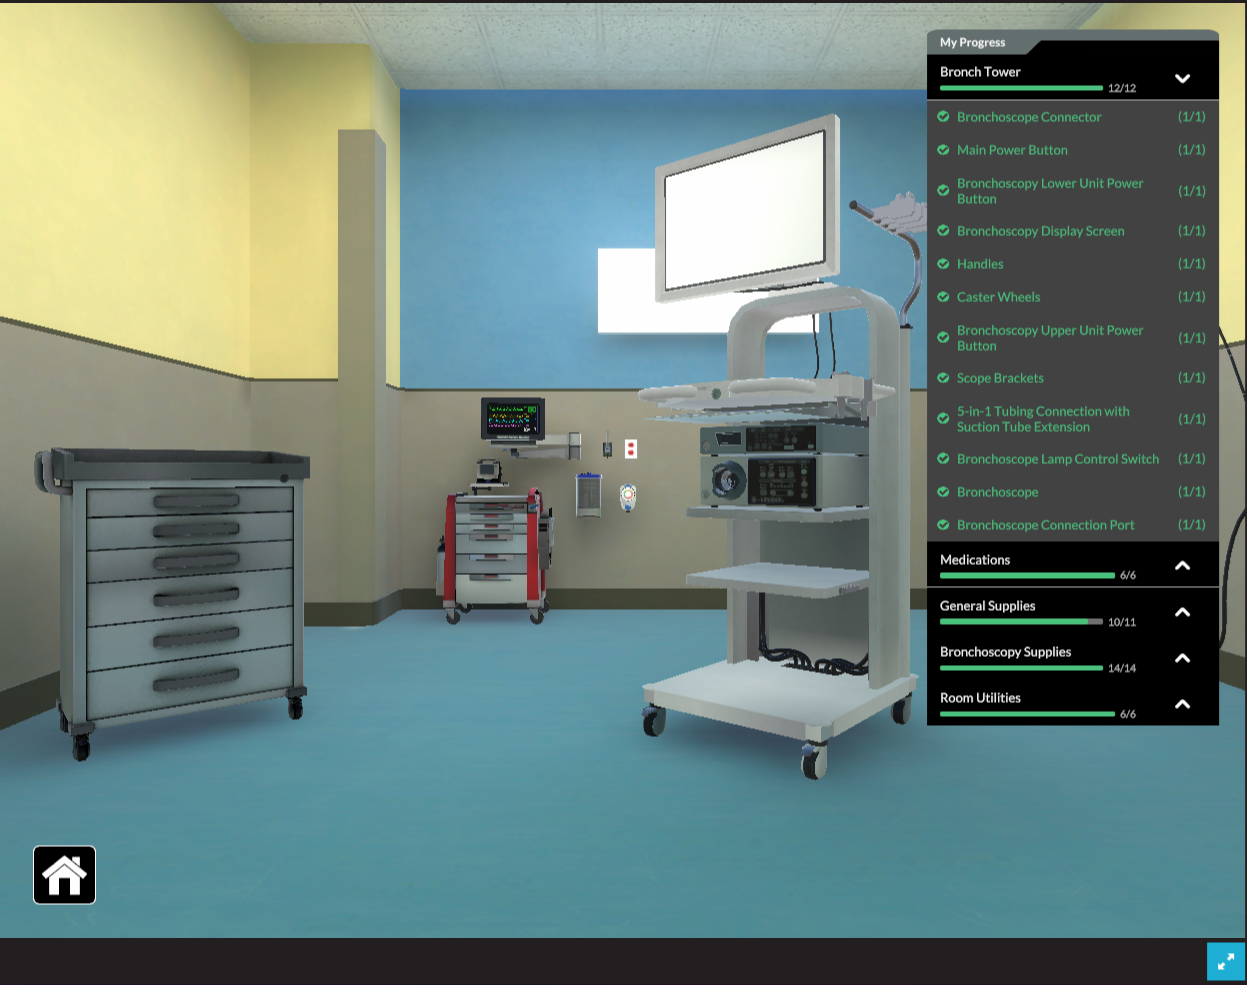 My Progress
Bronch Tower
12/12
Bronchoscope Connector (1/1)
Main Power Button (1/1)
Bronchoscopy Lower Unit Power
Button (1/1)
Bronchoscopy Display Screen (1/1)
Handles (1/1)
Caster Wheels (1/1)
Bronchoscopy Upper Unit Power
Button (1/1)
Scope Brackets (1/1)
5-in-1 Tubing Connection with
Suction Tube Extension (1/1)
Bronchoscope Lamp Control Switch (1/1)
Bronchoscope (1/1)
Bronchoscope Connection Port (1/1)
Medications
6/6
General Supplies
10/11
Bronchoscopy Supplies
14/14
Room Utilities
6/6